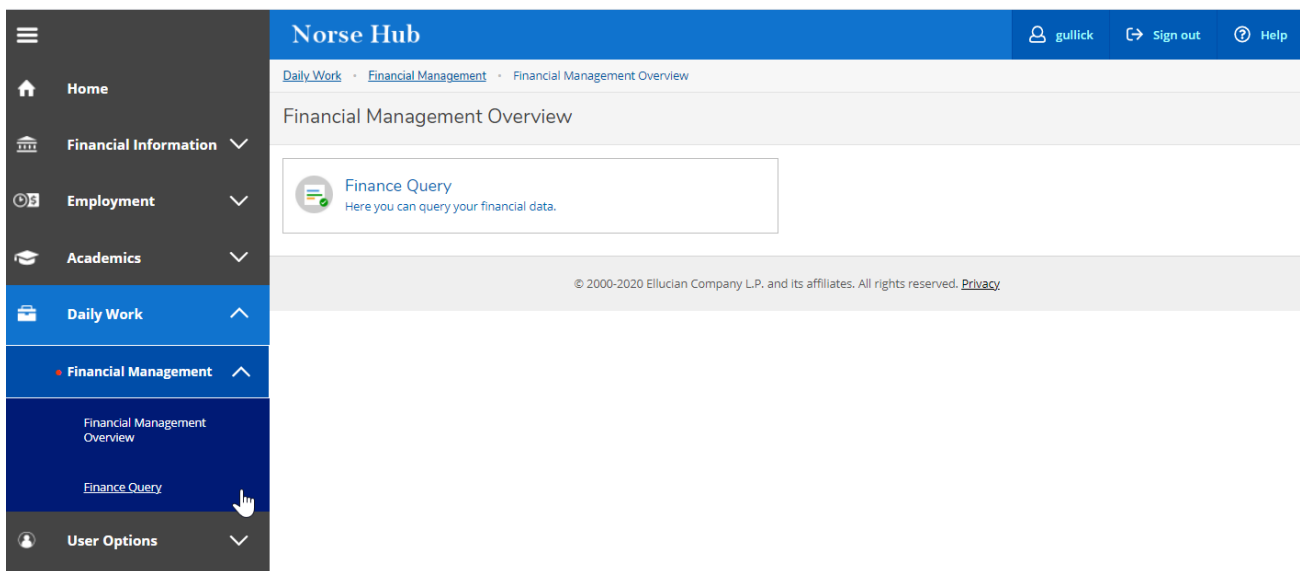 Norse Hub
gullick
Sign out
Help
Home
Financial Information
Employment
Academics
Daily Work
Financial Management
Financial Management
Overview
Finance Query
User Options
Daily Work · Financial Management · Financial Management Overview
Financial Management Overview
Finance Query
Here you can query your financial data.
© 2000-2020 Ellucian Company L.P. and its affiliates. All rights reserved. Privacy